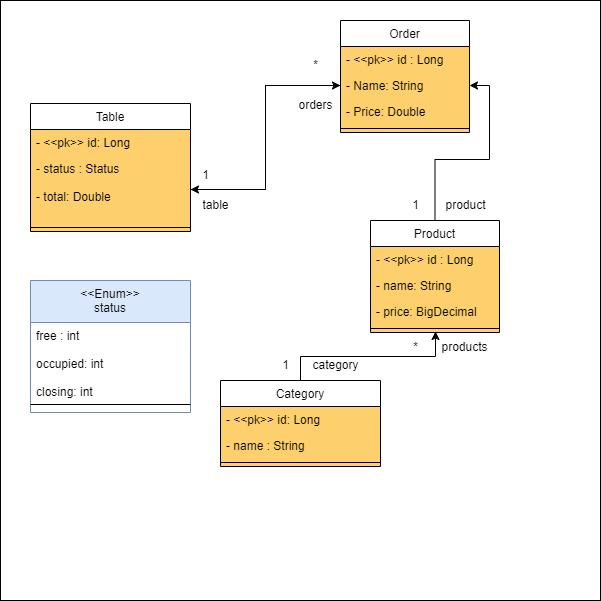 Order
- <<pk>> id : Long
- Name: String
- Price: Double
*
orders
Table
- <<pk>> id: Long
- status : Status
- total: Double
1
table
1
product
Product
- <<pk>> id : Long
- name: String
- price: BigDecimal
<<Enum>>
status
free : int
occupied: int
closing: int
*
products
1
category
Category
- <<pk>> id: Long
- name : String